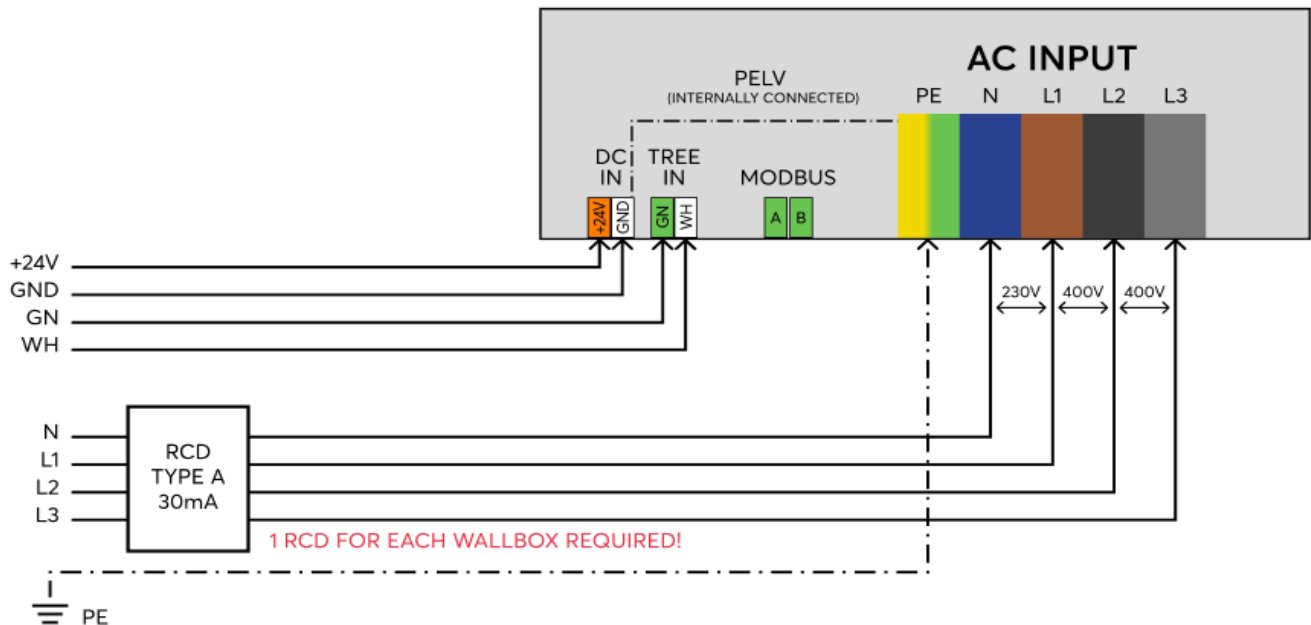 AC INPUT
PELV
(INTERNALLY CONNECTED)
PE N L1 L2 L3
DC IN
TREE IN
MODBUS
+24V GND GN WH A B
+24V
GND
GN
WH
230V 400V 400V
N
L1
L2
L3
RCD
TYPE A
30mA
1 RCD FOR EACH WALLBOX REQUIRED!
PE